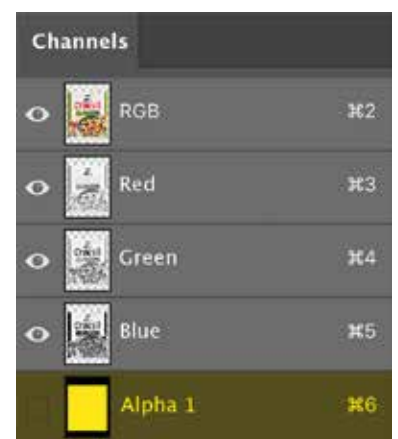 Channels
RGB ⌘2
Red ⌘3
Green ⌘4
Blue ⌘5
Alpha 1 ⌘6